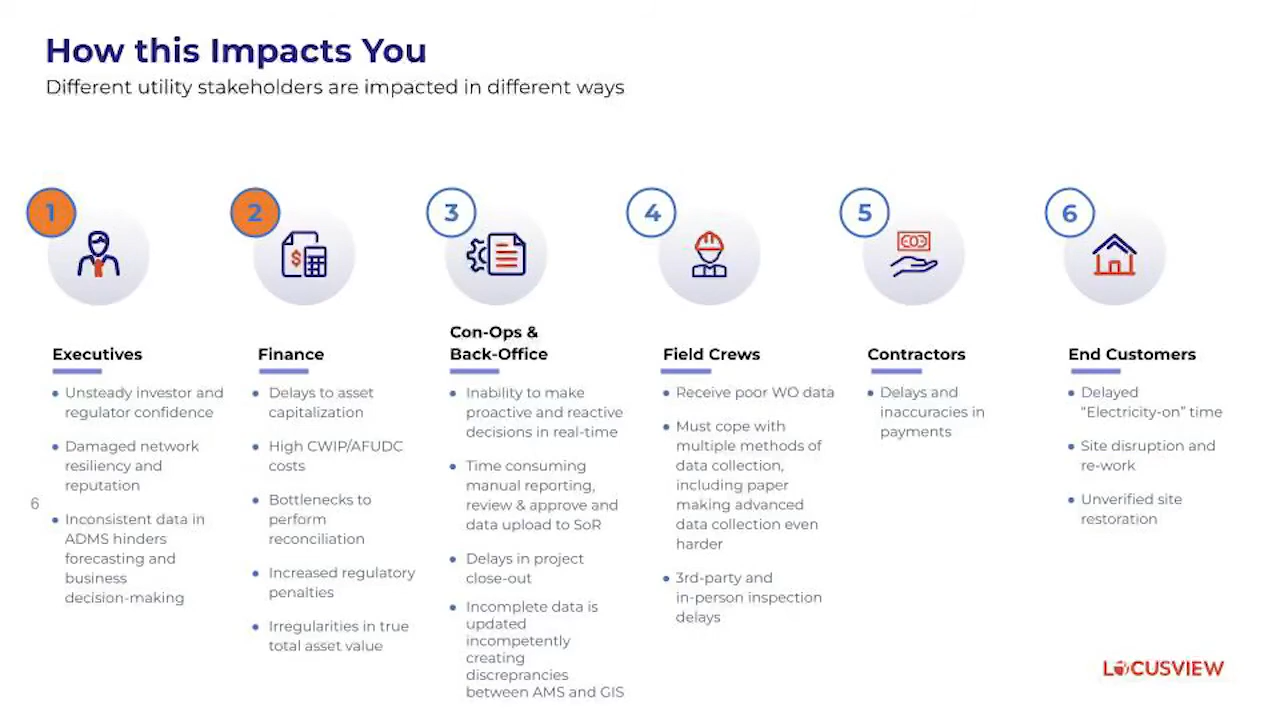 How this Impacts You
Different utility stakeholders are impacted in different ways
1
Executives
• Unsteady investor and
regulator confidence
• Damaged network
resiliency and
reputation
• Inconsistent data in
ADMS hinders
forecasting and
business
decision-making
2
Finance
• Delays to asset
capitalization
• High CWIP/AFUDC
costs
• Bottlenecks to
perform
reconciliation
• Increased regulatory
penalties
• Irregularities in true
total asset value
3
Con-Ops &
Back-Office
• Inability to make
proactive and reactive
decisions in real-time
• Time consuming
manual reporting,
review & approve and
data upload to SoR
• Delays in project
close-out
• Incomplete data is
updated
incompetently
creating
discreprancies
between AMS and GIS
4
Field Crews
• Receive poor WO data
• Must cope with
multiple methods of
data collection,
including paper
making advanced
data collection even
harder
• 3rd-party and
in-person inspection
delays
5
Contractors
• Delays and
inaccuracies in
payments
6
End Customers
• Delayed
“Electricity-on” time
• Site disruption and
re-work
• Unverified site
restoration
6
LOCUSVIEW